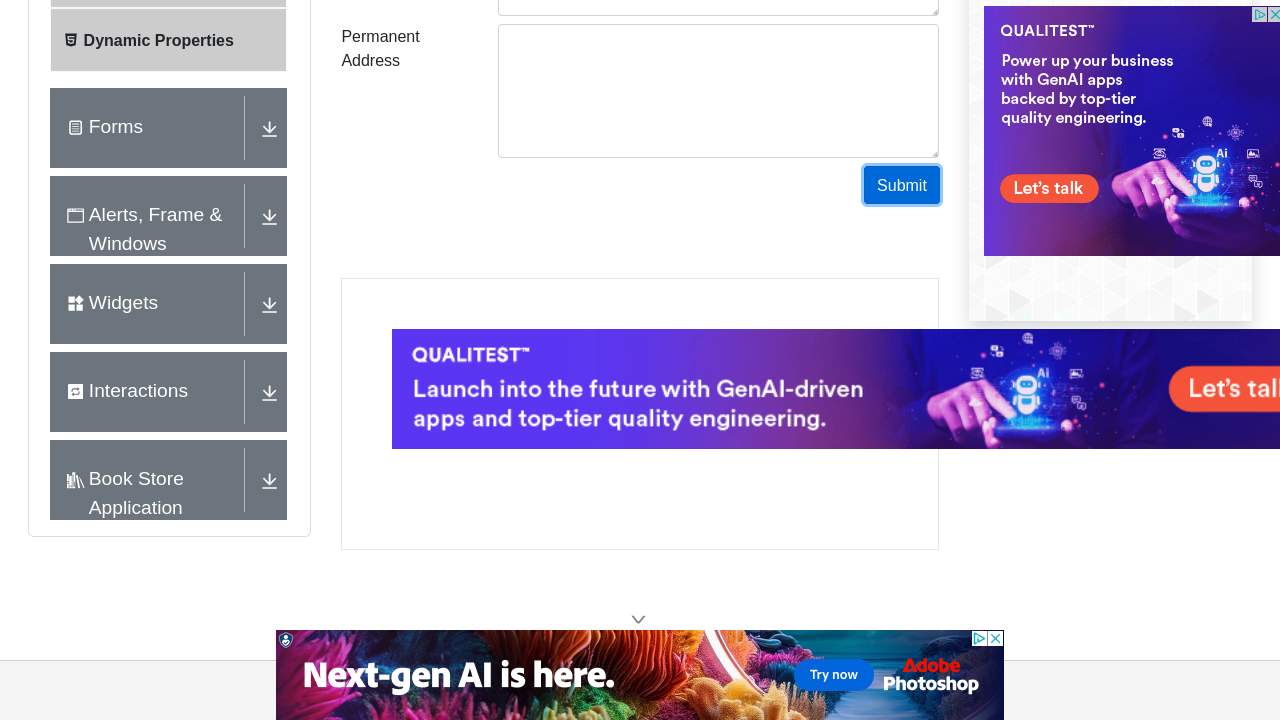 Dynamic Properties
Forms
Alerts, Frame &
Windows
Widgets
Interactions
Book Store
Application
Permanent
Address
Submit
QUALITEST™
Power up your business
with GenAI apps
backed by top-tier
quality engineering.
Ai
Let's talk
QUALITEST™
Launch into the future with GenAI-driven
apps and top-tier quality engineering.
Ai
Let's tal
Next-gen AI is here.
Try now
Adobe
Photoshop